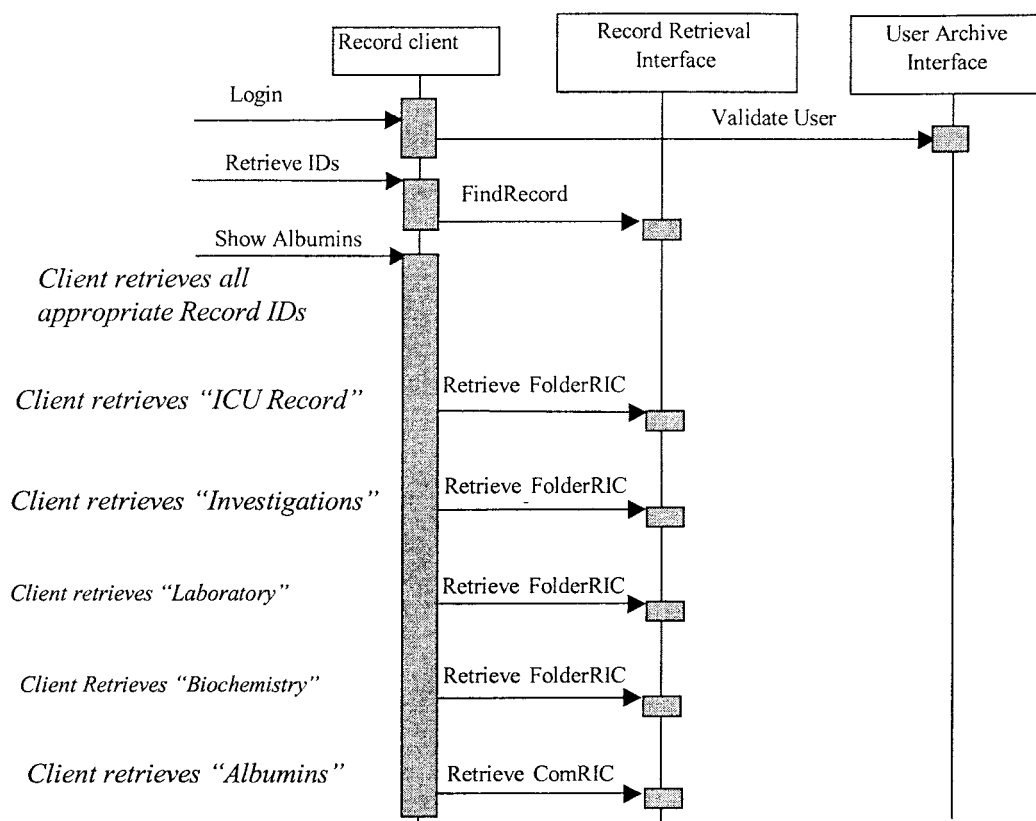 Record client
Record Retrieval
Interface
User Archive
Interface
Login
Validate User
Retrieve IDs
FindRecord
Show Albumins
Client retrieves all
appropriate Record IDs
Retrieve FolderRIC
Client retrieves “ICU Record”
Retrieve FolderRIC
Client retrieves “Investigations”
Retrieve FolderRIC
Client retrieves “Laboratory”
Retrieve FolderRIC
Client Retrieves “Biochemistry”
Client retrieves “Albumins”
Retrieve ComRIC